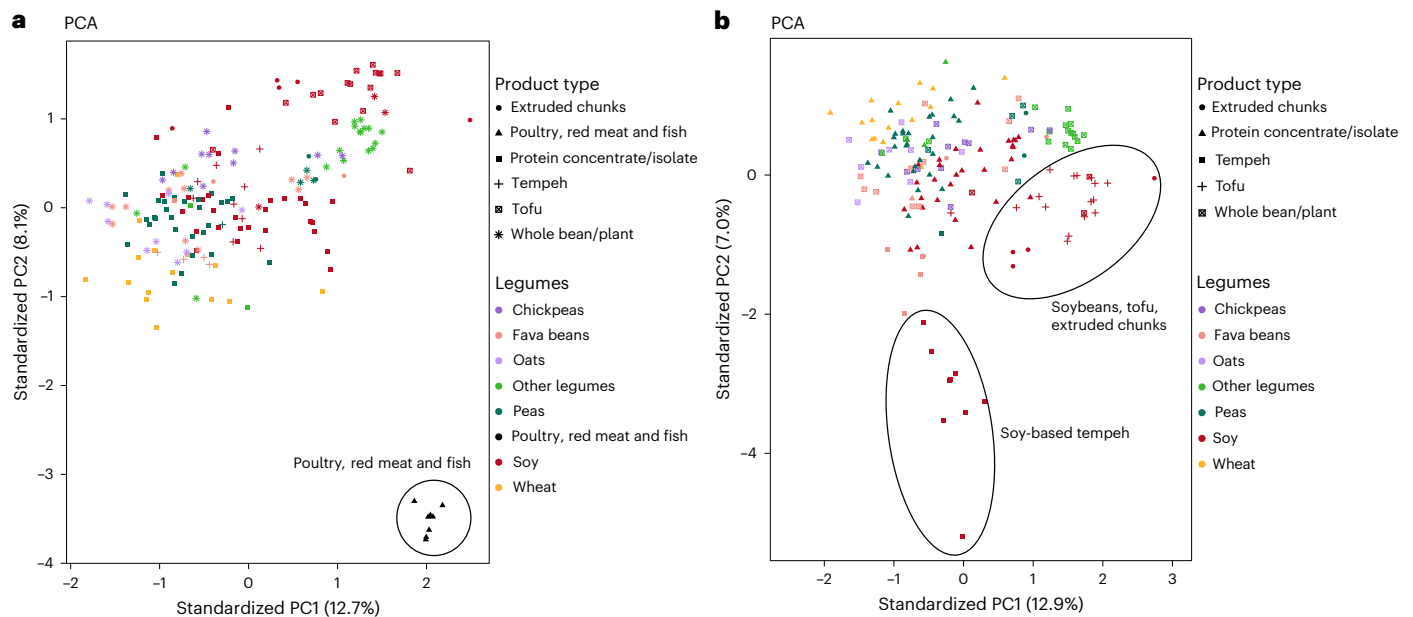 a
PCA
1
0
−1
−2
−3
−4
−2
−1
0
1
2
Standardized PC2 (8.1%)
Standardized PC1 (12.7%)
Poultry, red meat and fish
Product type
Extruded chunks
Poultry, red meat and fish
Protein concentrate/isolate
Tempeh
Tofu
Whole bean/plant
Legumes
Chickpeas
Fava beans
Oats
Other legumes
Peas
Poultry, red meat and fish
Soy
Wheat
b
PCA
0
−2
−4
−2
−1
0
1
2
3
Standardized PC2 (7.0%)
Standardized PC1 (12.9%)
Soybeans, tofu,
extruded chunks
Soy-based tempeh
Product type
Extruded chunks
Protein concentrate/isolate
Tempeh
Tofu
Whole bean/plant
Legumes
Chickpeas
Fava beans
Oats
Other legumes
Peas
Soy
Wheat